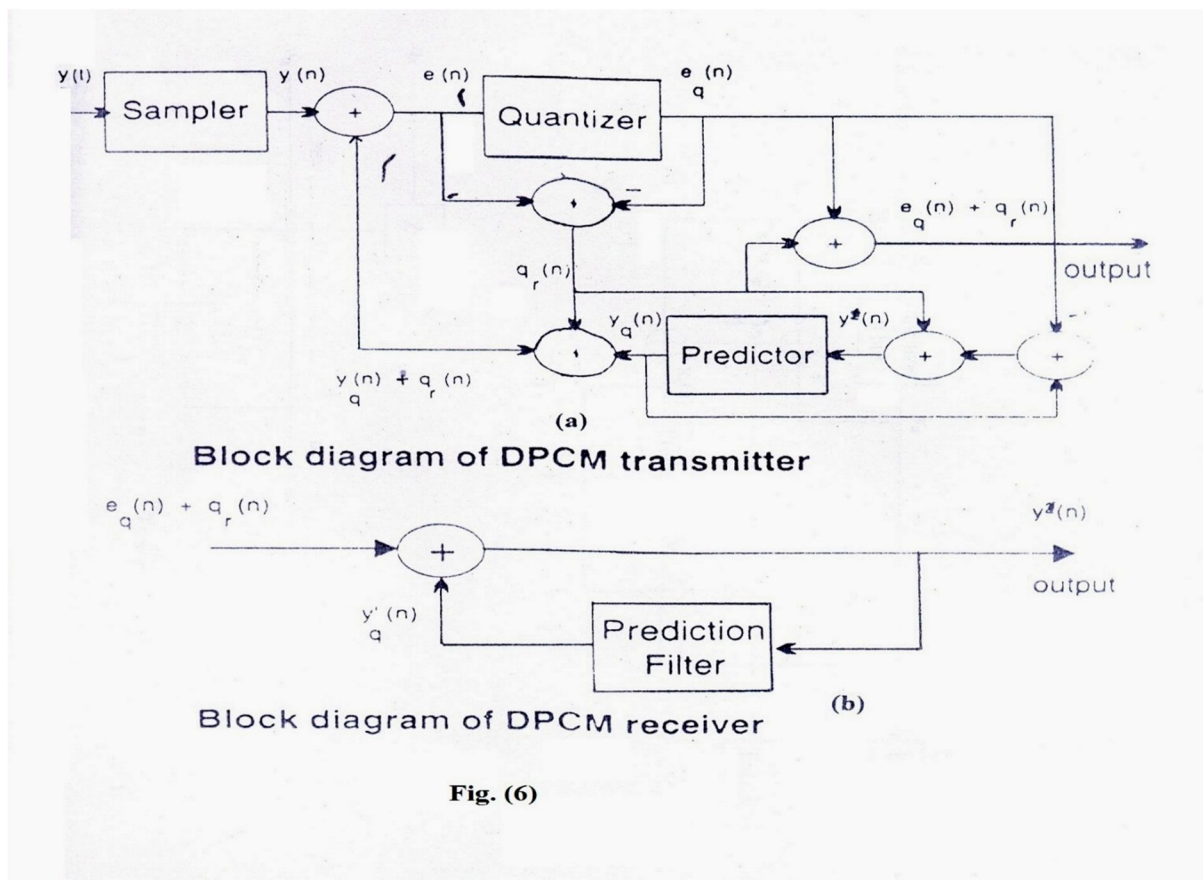 y(t)
Sampler
y(n)
+
e(n)
Quantizer
e_q(n)
−
+
e_q(n) + q_r(n)
output
q_r(n)
y_q(n)
Predictor
y(n)
+
+
y_q(n) + q_r(n)
(a)
Block diagram of DPCM transmitter
e_q(n) + q_r(n)
+
y(n)
output
y'_q(n)
Prediction
Filter
(b)
Block diagram of DPCM receiver
Fig. (6)